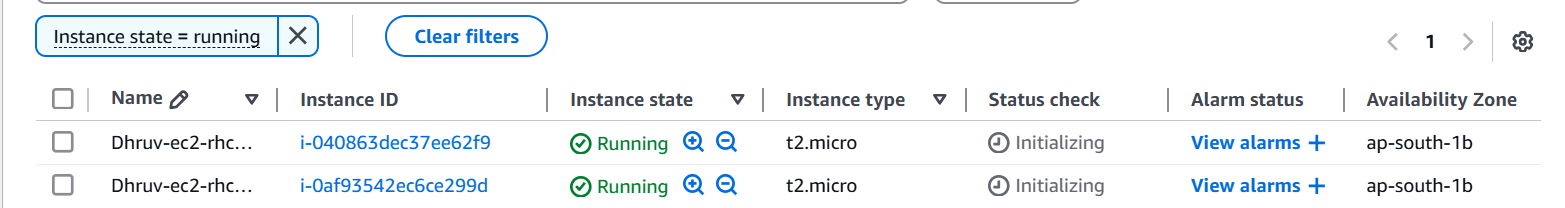 Instance state = running
Clear filters
1
Name Instance ID Instance state Instance type Status check Alarm status Availability Zone
Dhruv-ec2-rhc... i-040863dec37ee62f9 Running t2.micro Initializing View alarms + ap-south-1b
Dhruv-ec2-rhc... i-0af93542ec6ce299d Running t2.micro Initializing View alarms + ap-south-1b